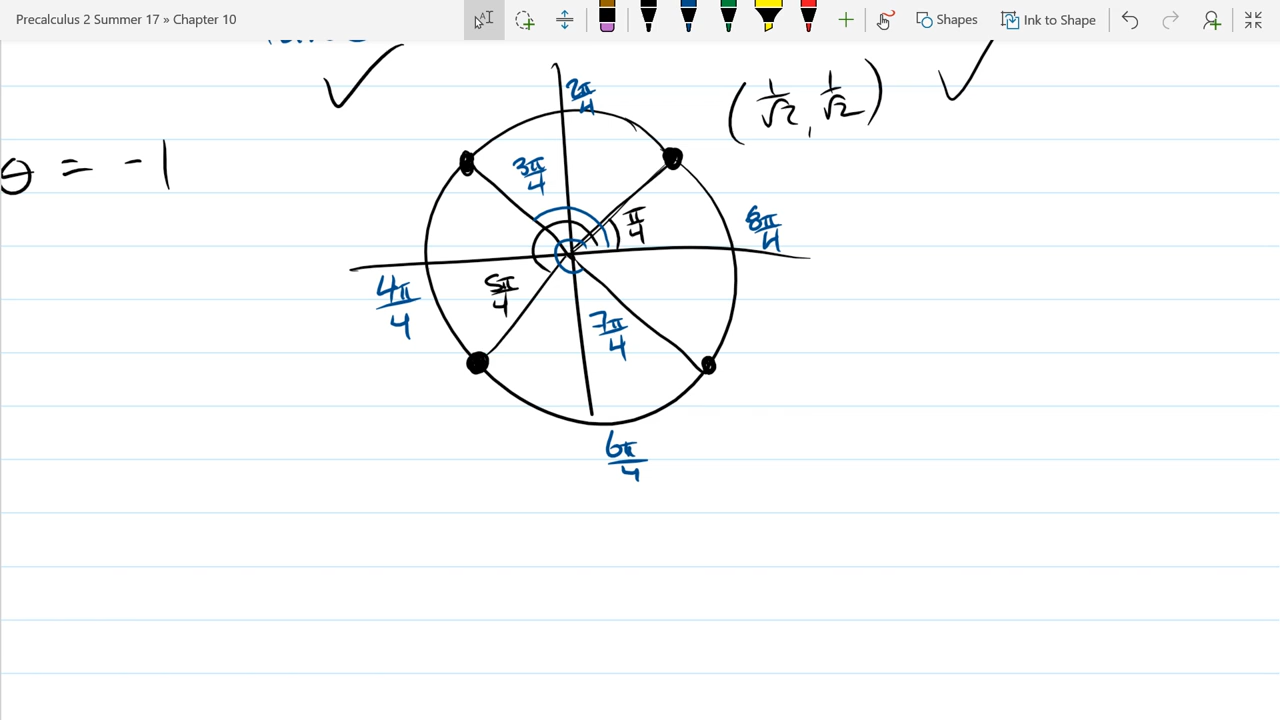 Precalculus 2 Summer 17 » Chapter 10
Shapes
Ink to Shape
θ = -1
2π/4
(1/√2, 1/√2)
3π/4
π/4
8π/4
4π/4
5π/4
7π/4
6π/4